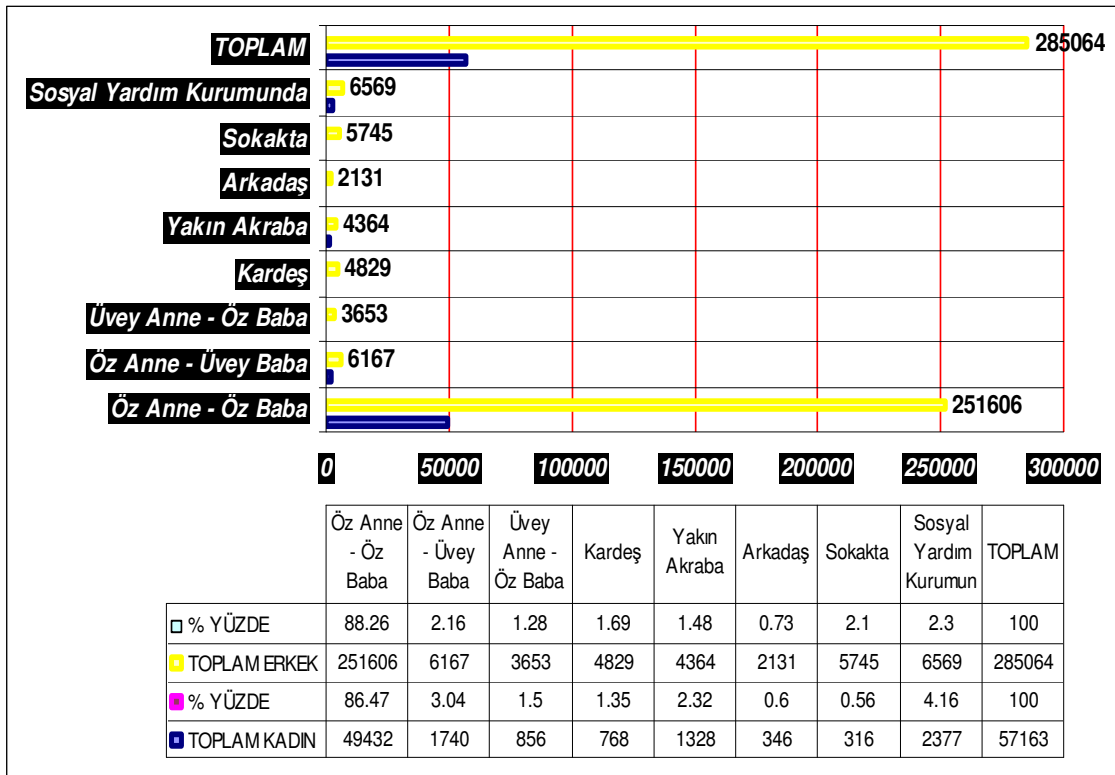 TOPLAM
285064
Sosyal Yardım Kurumunda
6569
Sokakta
5745
Arkadaş
2131
Yakın Akraba
4364
Kardeş
4829
Üvey Anne - Öz Baba
3653
Öz Anne - Üvey Baba
6167
Öz Anne - Öz Baba
251606
0 50000 100000 150000 200000 250000 300000
Öz Anne - Öz Baba
Öz Anne - Üvey Baba
Üvey Anne - Öz Baba
Kardeş
Yakın Akraba
Arkadaş
Sokakta
Sosyal Yardım Kurumun
TOPLAM
% YÜZDE 88.26 2.16 1.28 1.69 1.48 0.73 2.1 2.3 100
TOPLAM ERKEK 251606 6167 3653 4829 4364 2131 5745 6569 285064
% YÜZDE 86.47 3.04 1.5 1.35 2.32 0.6 0.56 4.16 100
TOPLAM KADIN 49432 1740 856 768 1328 346 316 2377 57163